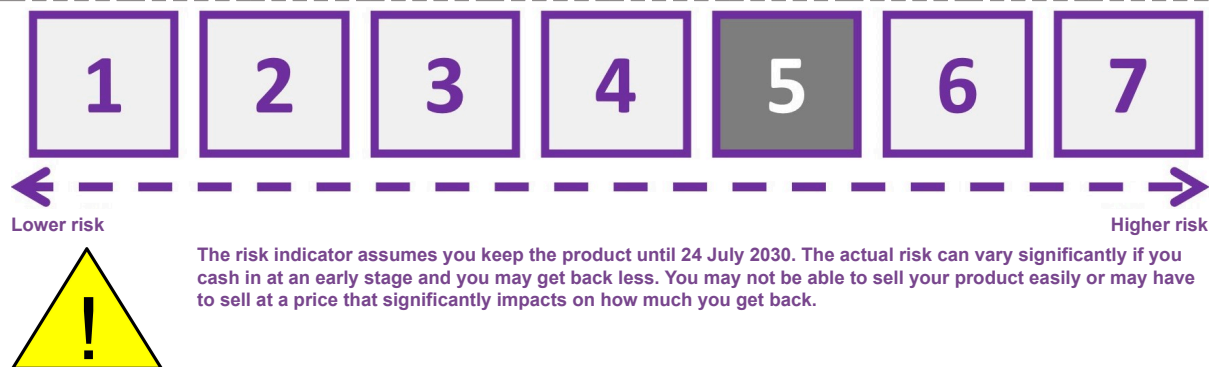 1 2 3 4 5 6 7
Lower risk Higher risk
The risk indicator assumes you keep the product until 24 July 2030. The actual risk can vary significantly if you
cash in at an early stage and you may get back less. You may not be able to sell your product easily or may have
to sell at a price that significantly impacts on how much you get back.
!